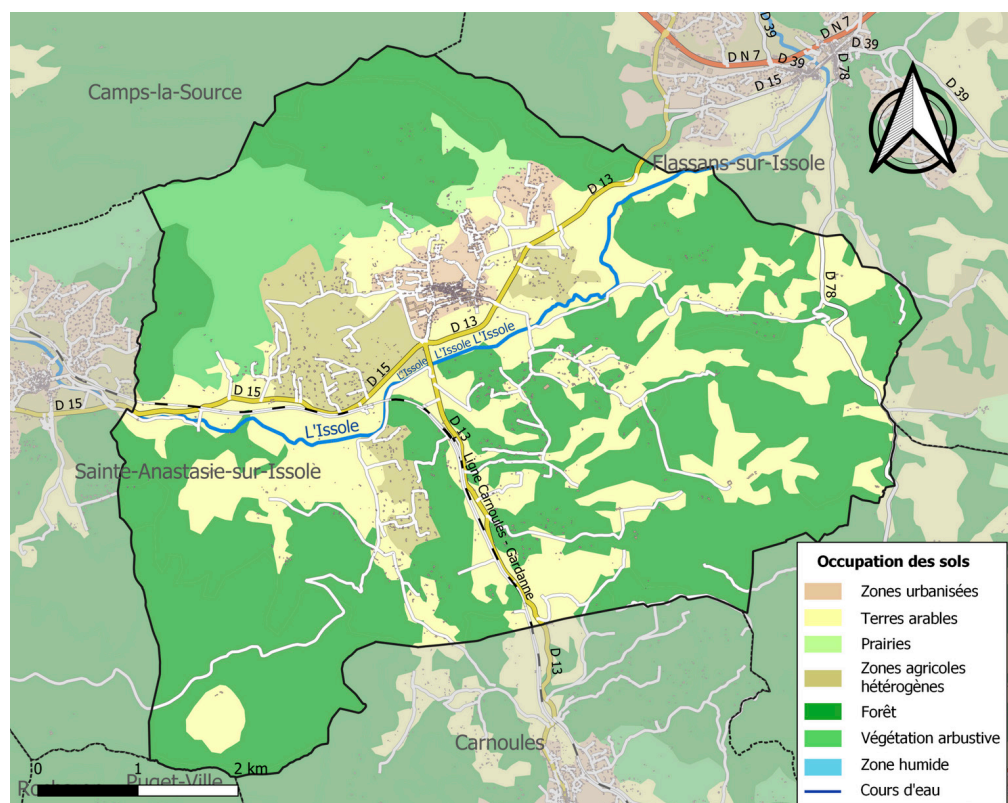 D N 7
D 39
D N 7
D 39
D 39
D 15
D 78
D 39
Camps-la-Source
Flassans-sur-Issole
D 13
D 78
D 13
L'Issole
L'Issole
L'Issole
D 15
D 15
D 15
L'Issole
D 13
Sainte-Anastasie-sur-Issole
Ligne Carnoules - Gardanne
D 13
Carnoules
Puget-Ville
0 1 2 km
Occupation des sols
Zones urbanisées
Terres arables
Prairies
Zones agricoles
hétérogènes
Forêt
Végétation arbustive
Zone humide
Cours d'eau